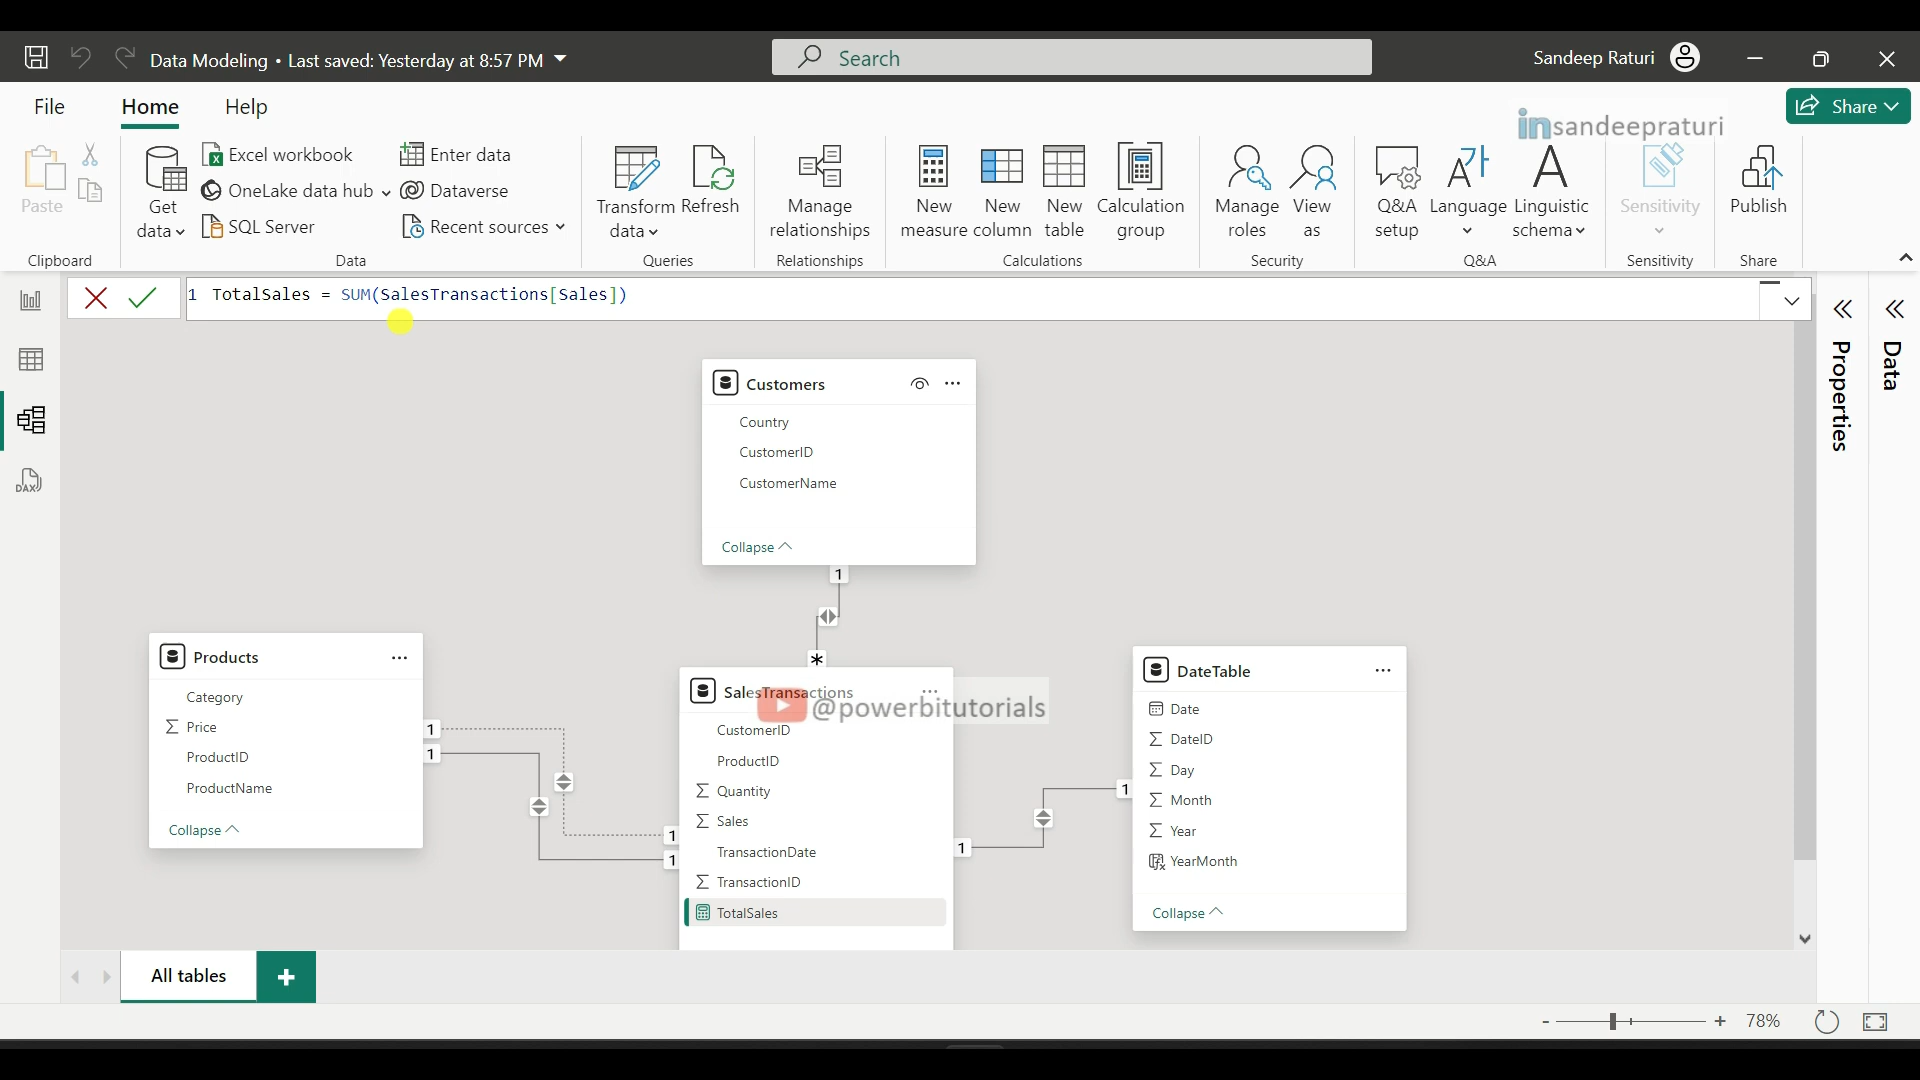 Data Modeling • Last saved: Yesterday at 8:57 PM
Search
Sandeep Raturi
File
Home
Help
Share
insandeepraturi
Paste
Clipboard
Get data
Excel workbook
OneLake data hub
SQL Server
Enter data
Dataverse
Recent sources
Data
Transform data
Refresh
Queries
Manage relationships
Relationships
New measure
New column
New table
Calculation group
Calculations
Manage roles
View as
Security
Q&A setup
Language
Linguistic schema
Q&A
Sensitivity
Sensitivity
Publish
Share
1 TotalSales = SUM(SalesTransactions[Sales])
Properties
Data
DAX
Customers
Country
CustomerID
CustomerName
Collapse
1
*
Products
Category
Price
ProductID
ProductName
Collapse
1
1
1
1
SalesTransactions
@powerbitutorials
CustomerID
ProductID
Quantity
Sales
TransactionDate
TransactionID
TotalSales
1
1
DateTable
Date
DateID
Day
Month
Year
YearMonth
Collapse
All tables
+
- + 78%